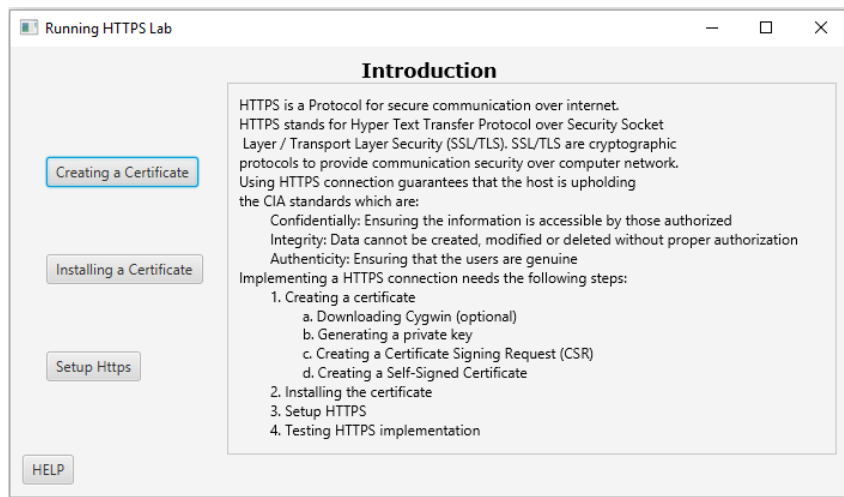 Running HTTPS Lab
Introduction
HTTPS is a Protocol for secure communication over internet.
HTTPS stands for Hyper Text Transfer Protocol over Security Socket
Layer / Transport Layer Security (SSL/TLS). SSL/TLS are cryptographic
protocols to provide communication security over computer network.
Using HTTPS connection guarantees that the host is upholding
the CIA standards which are:
Confidentially: Ensuring the information is accessible by those authorized
Integrity: Data cannot be created, modified or deleted without proper authorization
Authenticity: Ensuring that the users are genuine
Implementing a HTTPS connection needs the following steps:
1. Creating a certificate
a. Downloading Cygwin (optional)
b. Generating a private key
c. Creating a Certificate Signing Request (CSR)
d. Creating a Self-Signed Certificate
2. Installing the certificate
3. Setup HTTPS
4. Testing HTTPS implementation
Creating a Certificate
Installing a Certificate
Setup Https
HELP